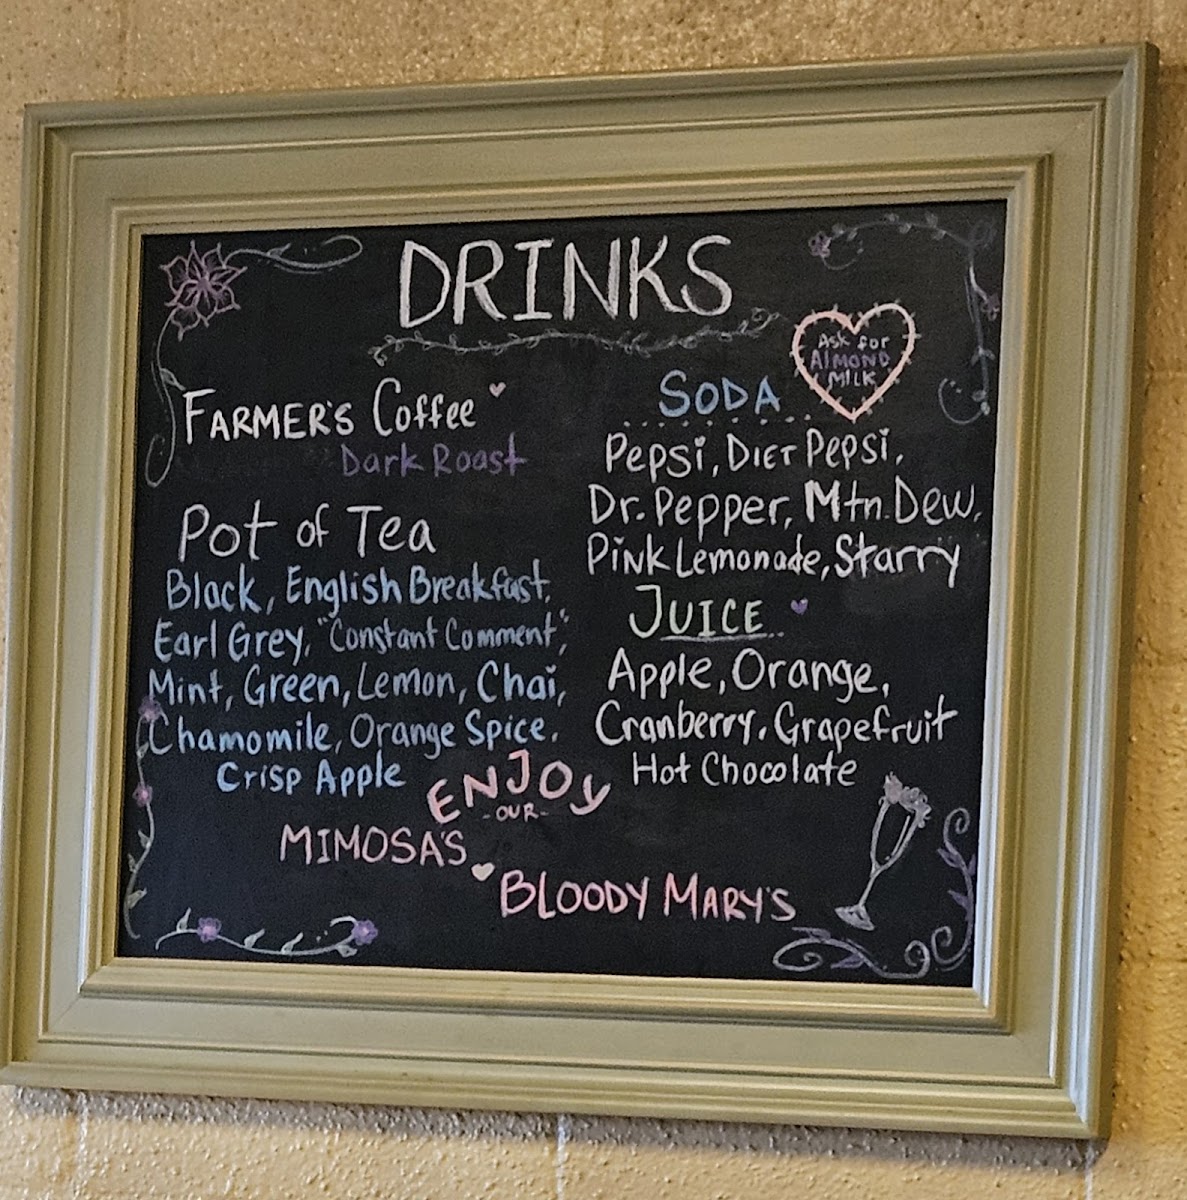 DRINKS
FARMER'S Coffee
Dark Roast
Pot of Tea
Black, English Breakfast,
Earl Grey, "Constant Comment",
Mint, Green, Lemon, Chai,
Chamomile, Orange Spice,
Crisp Apple
Ask for
ALMOND
MILK
SODA
Pepsi, DIET Pepsi,
Dr. Pepper, Mtn. Dew,
Pink Lemonade, Starry
JUICE
Apple, Orange,
Cranberry, Grapefruit
Hot Chocolate
ENJOY
-OUR-
MIMOSA'S
BLOODY MARY'S